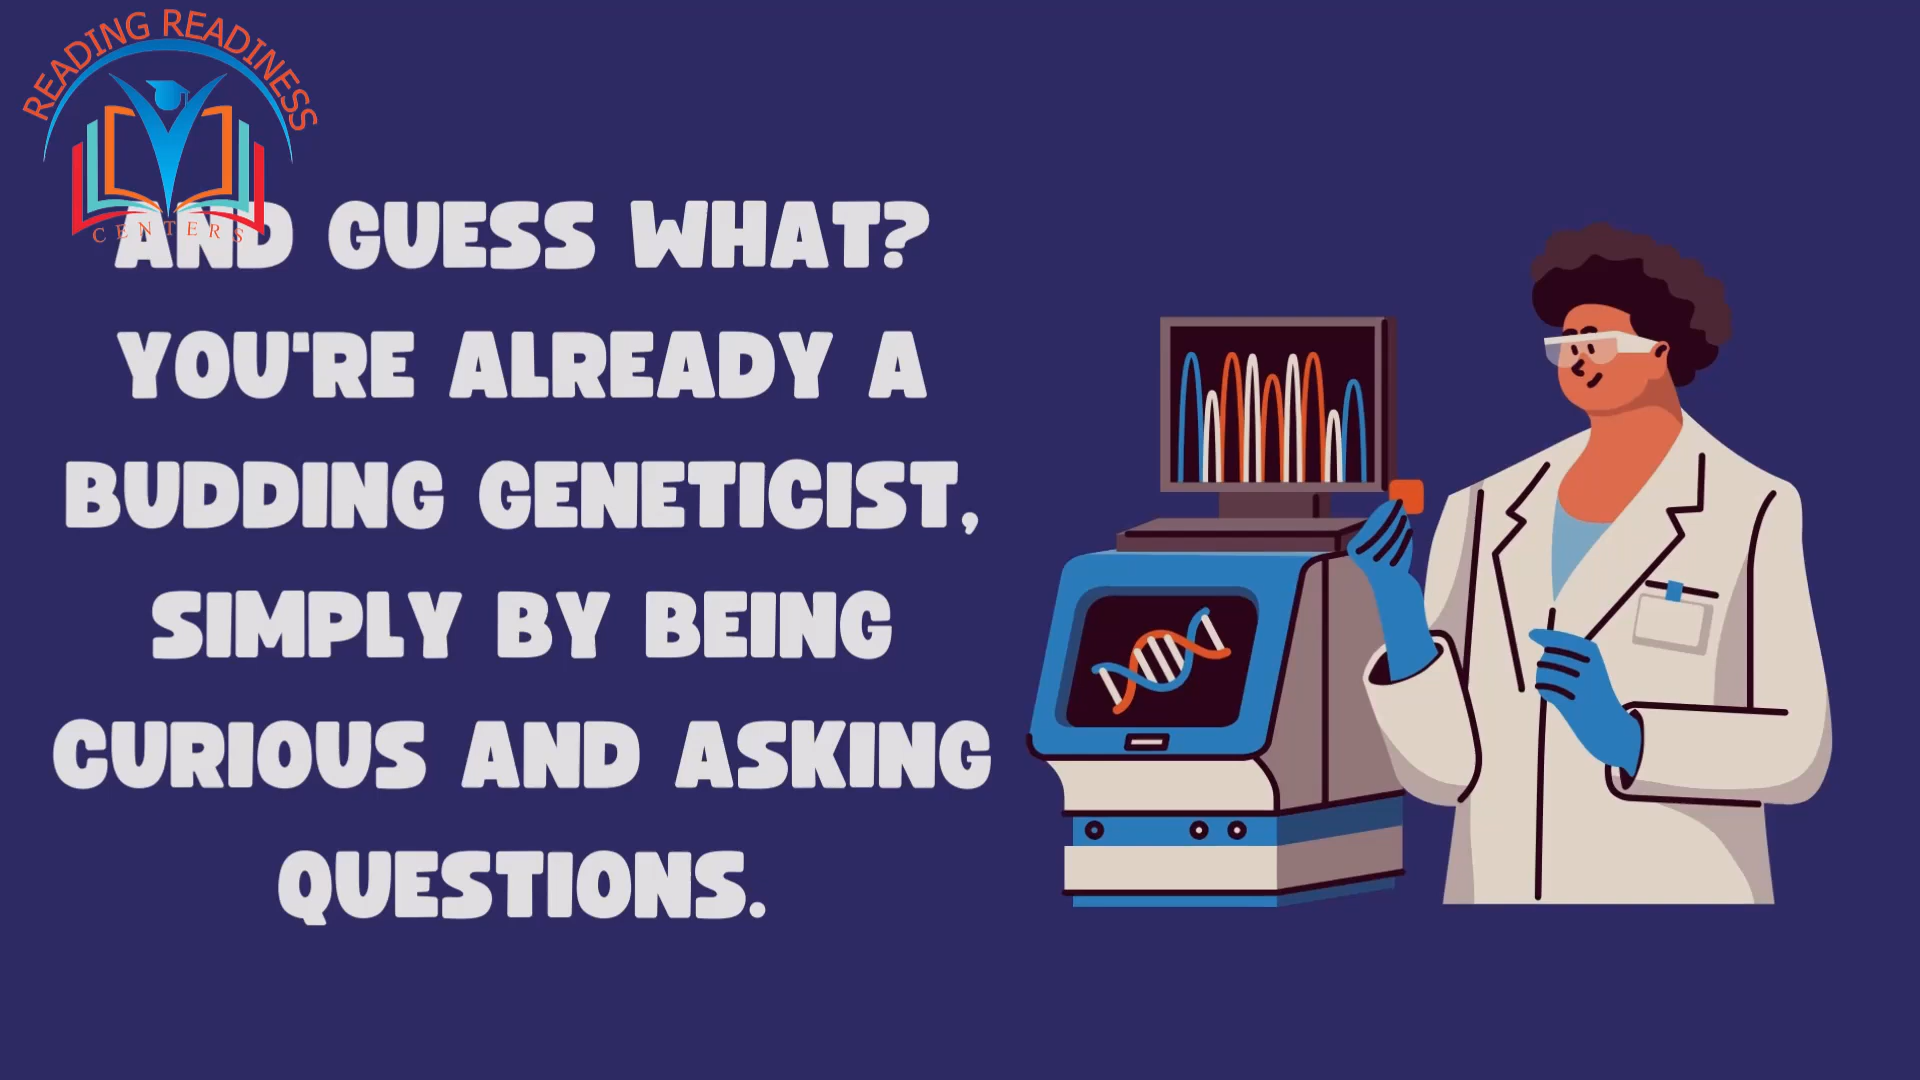 READING READINESS
CENTERS
AND GUESS WHAT?
YOU'RE ALREADY A
BUDDING GENETICIST,
SIMPLY BY BEING
CURIOUS AND ASKING
QUESTIONS.